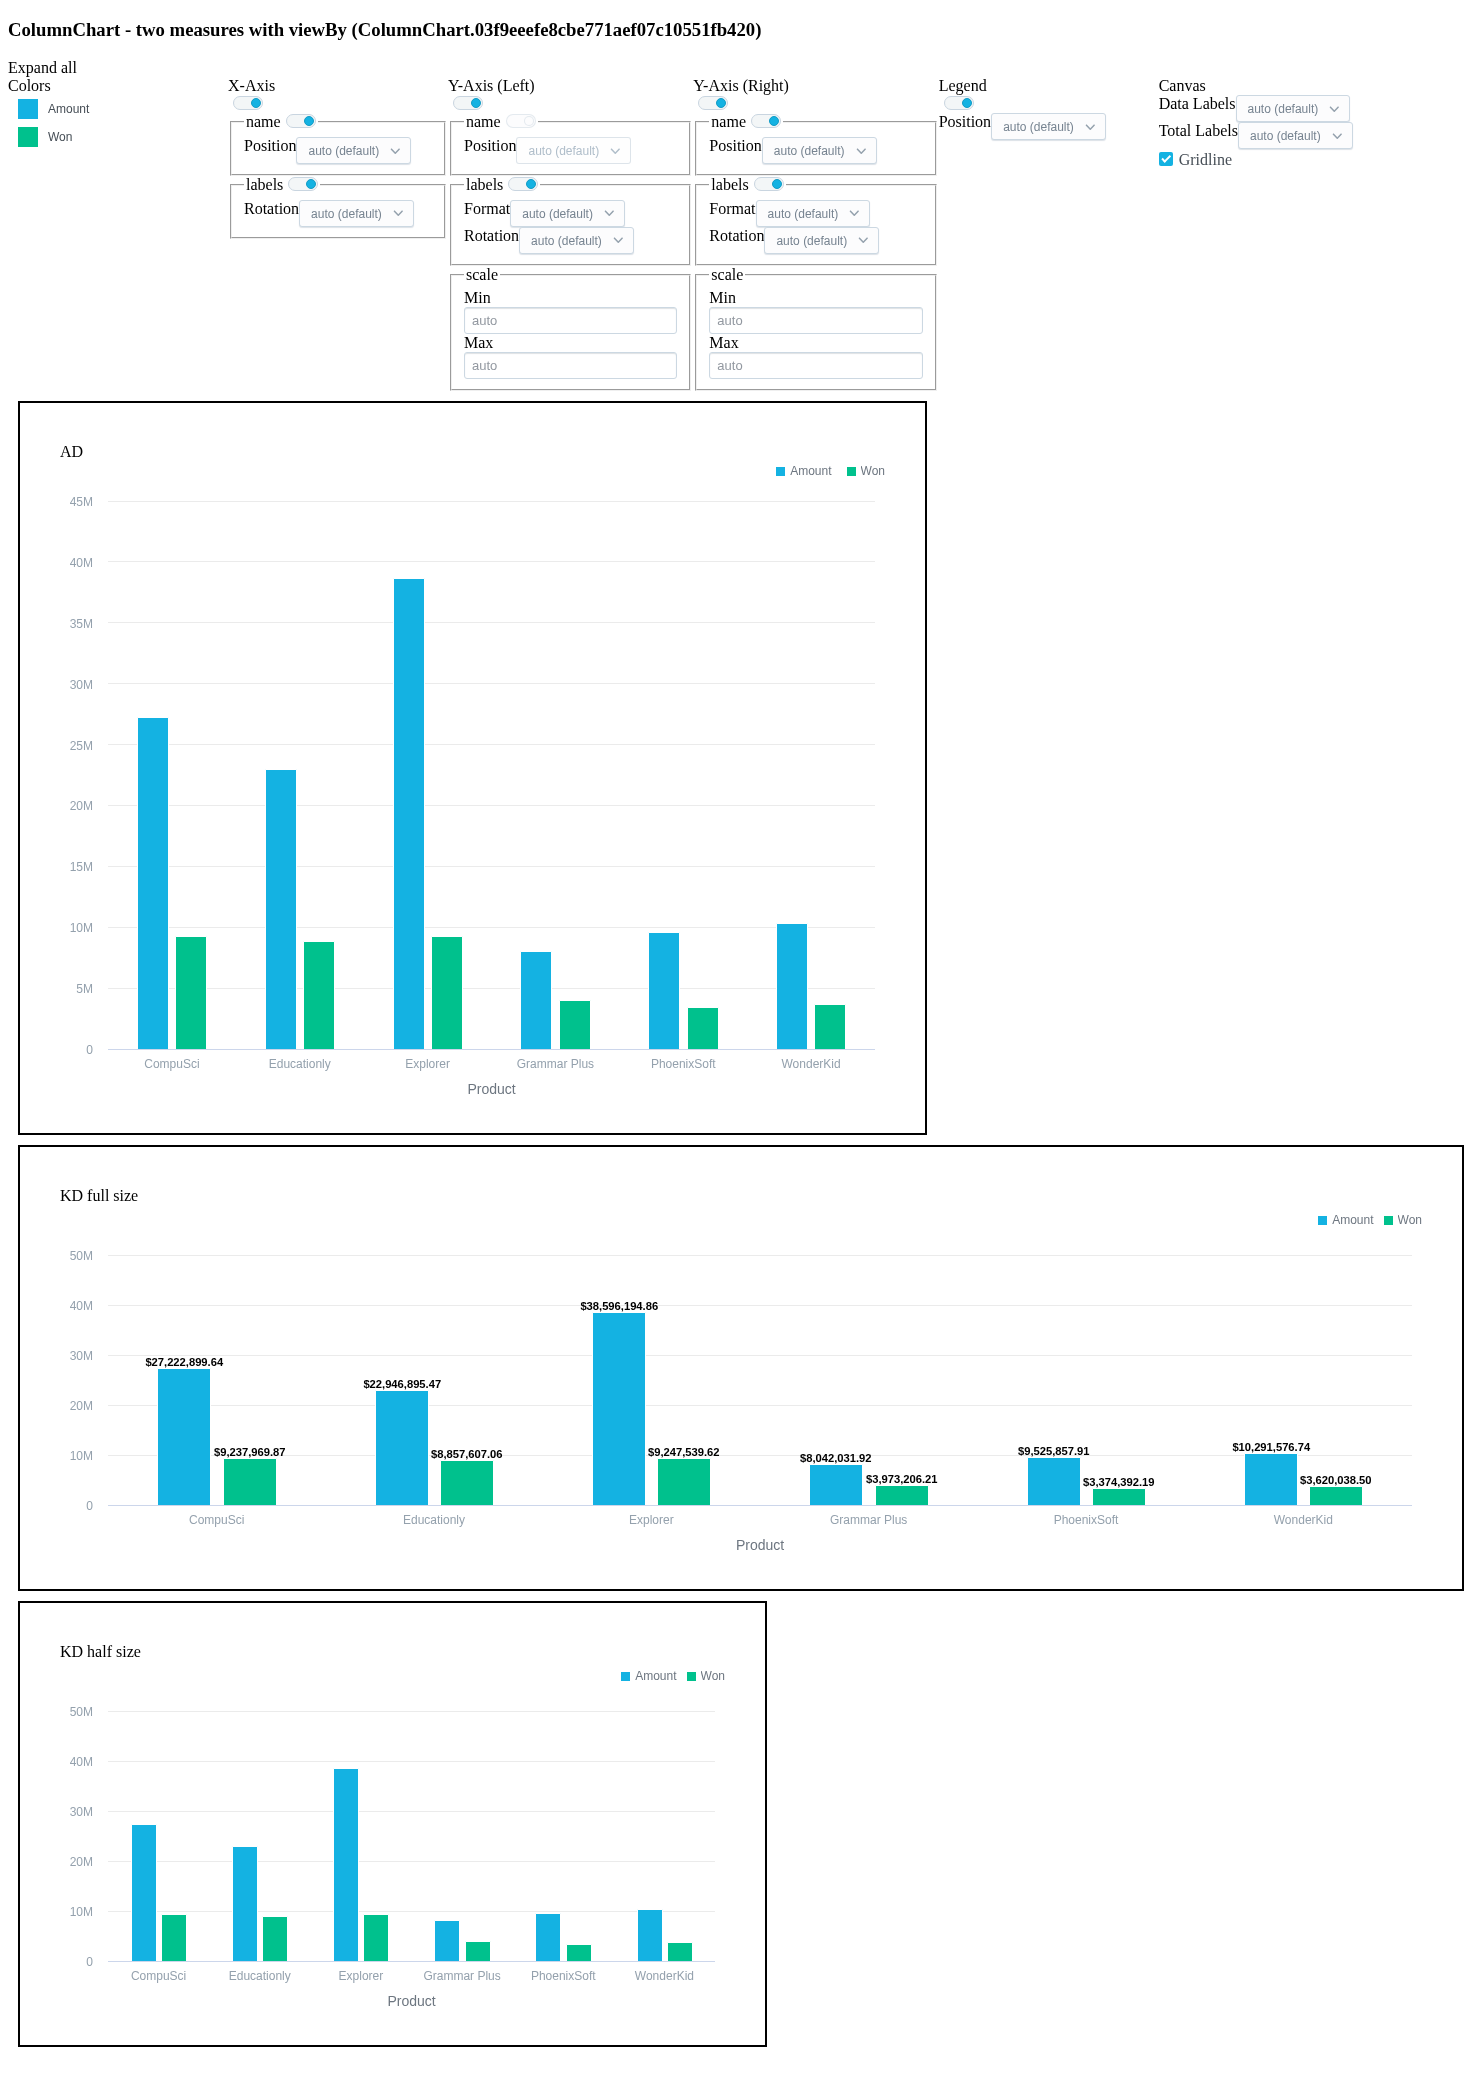 ColumnChart - two measures with viewBy (ColumnChart.03f9eeefe8cbe771aef07c10551fb420)
Expand all
Colors
Amount
Won
X-Axis
name
Position auto (default)
labels
Rotation auto (default)
Y-Axis (Left)
name
Position auto (default)
labels
Format auto (default)
Rotation auto (default)
scale
Min
auto
Max
auto
Y-Axis (Right)
name
Position auto (default)
labels
Format auto (default)
Rotation auto (default)
scale
Min
auto
Max
auto
Legend
Position auto (default)
Canvas
Data Labels auto (default)
Total Labels auto (default)
Gridline
AD
Amount Won
45M
40M
35M
30M
25M
20M
15M
10M
5M
0
CompuSci Educationly Explorer Grammar Plus PhoenixSoft WonderKid
Product
KD full size
Amount Won
50M
40M
30M
20M
10M
0
$27,222,899.64
$9,237,969.87
$22,946,895.47
$8,857,607.06
$38,596,194.86
$9,247,539.62
$8,042,031.92
$3,973,206.21
$9,525,857.91
$3,374,392.19
$10,291,576.74
$3,620,038.50
CompuSci Educationly Explorer Grammar Plus PhoenixSoft WonderKid
Product
KD half size
Amount Won
50M
40M
30M
20M
10M
0
CompuSci Educationly Explorer Grammar Plus PhoenixSoft WonderKid
Product